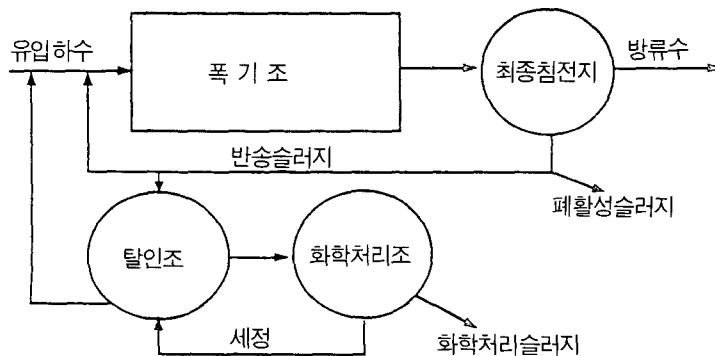 유입하수
폭 기 조
최종침전지
방류수
반송슬러지
폐활성슬러지
탈인조
화학처리조
세정
화학처리슬러지